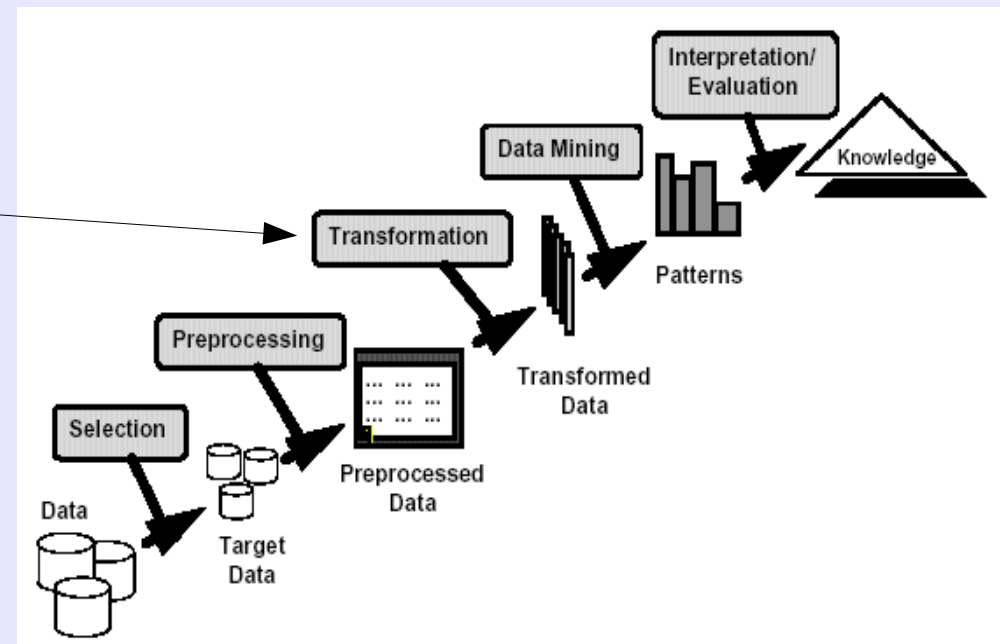 Interpretation/
Evaluation
Data Mining
Knowledge
Transformation
Patterns
Preprocessing
Transformed
Data
Selection
Preprocessed
Data
Data
Target
Data